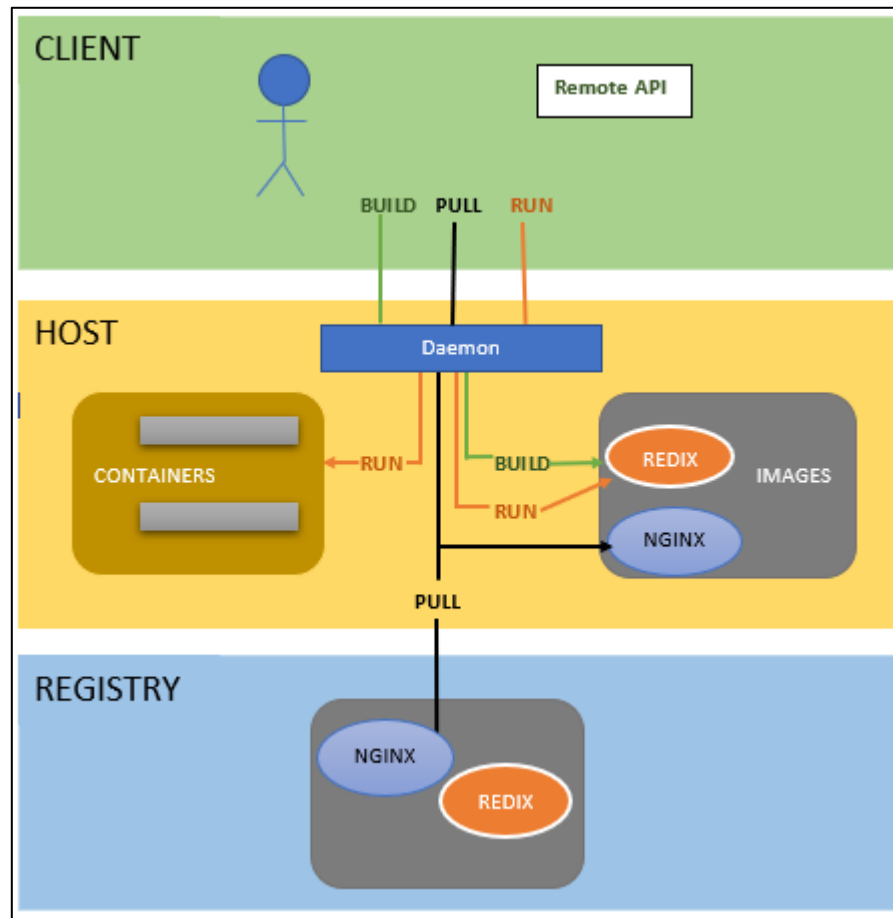 CLIENT
Remote API
BUILD PULL RUN
HOST
Daemon
CONTAINERS
RUN
BUILD
REDIX
IMAGES
RUN
NGINX
PULL
REGISTRY
NGINX
REDIX